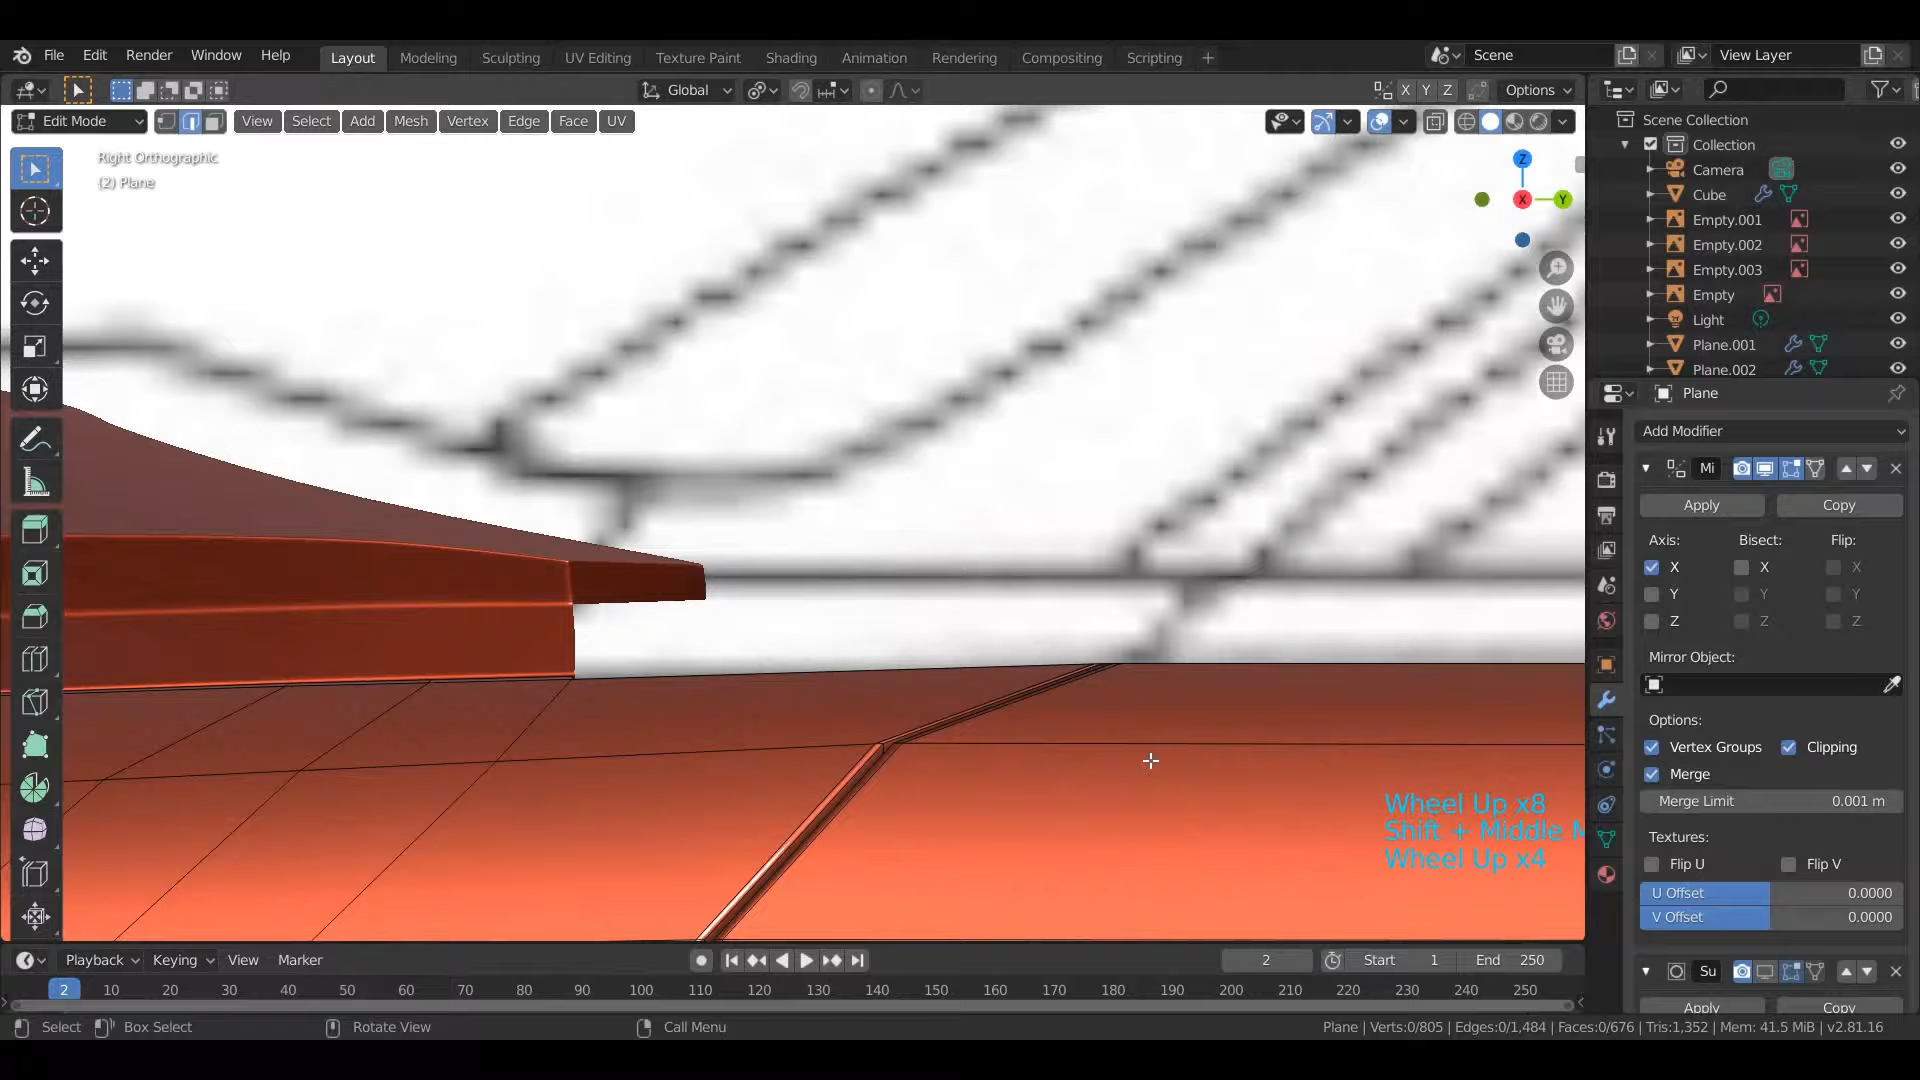 File Edit Render Window Help Layout Modeling Sculpting UV Editing Texture Paint Shading Animation Rendering Compositing Scripting + Scene View Layer
Global X Y Z Options
Edit Mode View Select Add Mesh Vertex Edge Face UV
Right Orthographic
(2) Plane
Z
X Y
Scene Collection
Collection
Camera
Cube
Empty.001
Empty.002
Empty.003
Empty
Light
Plane.001
Plane.002
Plane
Add Modifier
Mi
Apply Copy
Axis: Bisect: Flip:
X X X
Y Y Y
Z Z Z
Mirror Object:
Options:
Vertex Groups Clipping
Merge
Merge Limit 0.001 m
Textures:
Flip U Flip V
U Offset 0.0000
V Offset 0.0000
Su
Apply Copy
Wheel Up x8
Shift + Middle M
Wheel Up x4
Playback Keying View Marker 2 Start 1 End 250
2 10 20 30 40 50 60 70 80 90 100 110 120 130 140 150 160 170 180 190 200 210 220 230 240 250
Select Box Select Rotate View Call Menu Plane | Verts:0/805 | Edges:0/1,484 | Faces:0/676 | Tris:1,352 | Mem: 41.5 MiB | v2.81.16